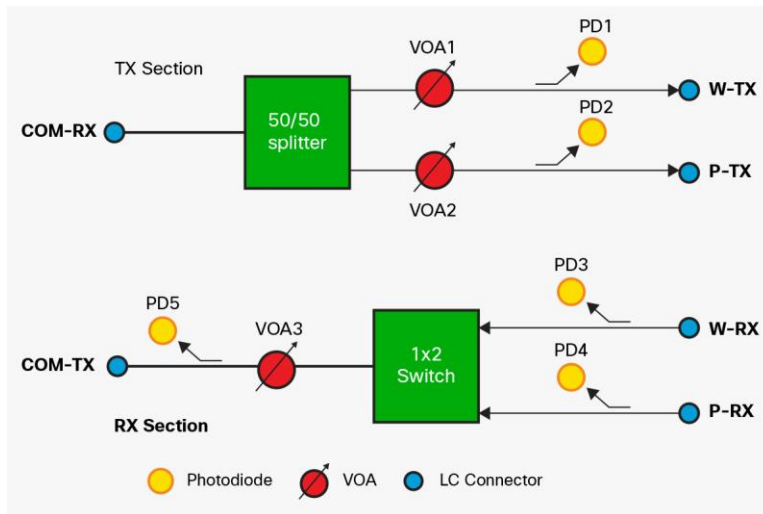 PD1
VOA1
TX Section
W-TX
50/50
splitter
PD2
COM-RX
P-TX
VOA2
PD3
PD5
VOA3
W-RX
1x2
Switch
PD4
COM-TX
P-RX
RX Section
Photodiode
VOA
LC Connector